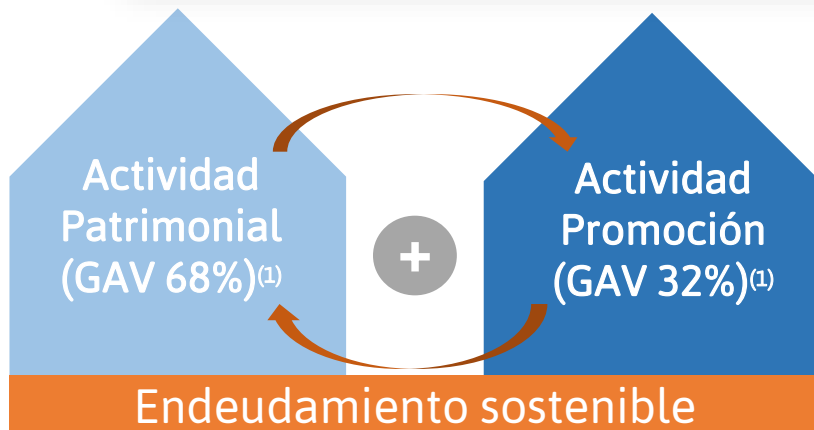 Actividad
Patrimonial
(GAV 68%)(1)
+
Actividad
Promoción
(GAV 32%)(1)
Endeudamiento sostenible